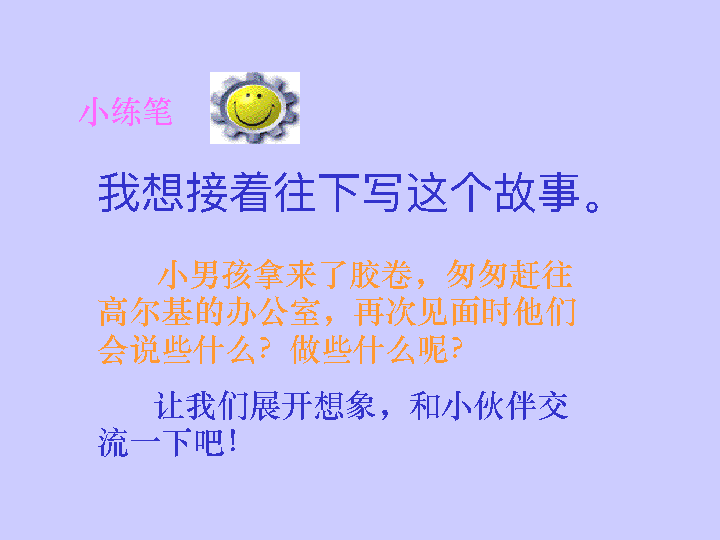 小练笔
我想接着往下写这个故事。
小男孩拿来了胶卷，匆匆赶往
高尔基的办公室，再次见面时他们
会说些什么？做些什么呢？
让我们展开想象，和小伙伴交
流一下吧！